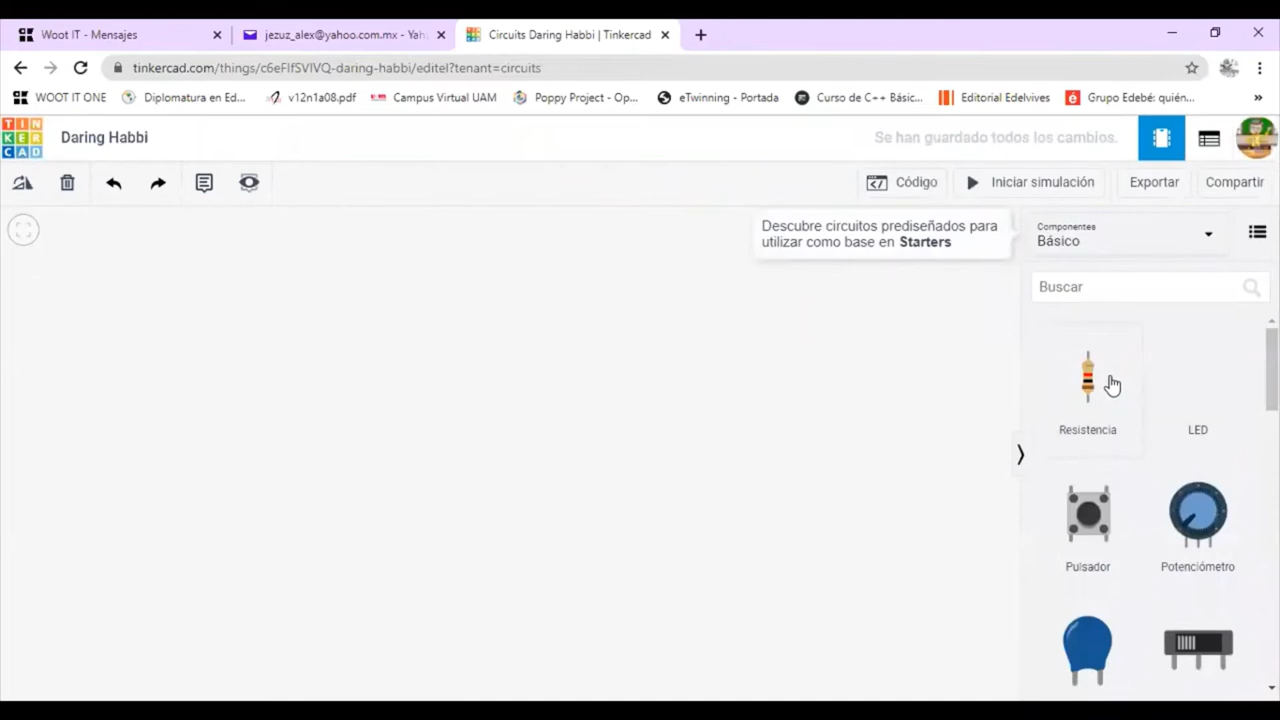 Woot IT - Mensajes
jezuz_alex@yahoo.com.mx - Yah
Circuits Daring Habbi | Tinkercad
tinkercad.com/things/c6eFIfSVIVQ-daring-habbi/editel?tenant=circuits
WOOT IT ONE
Diplomatura en Ed...
v12n1a08.pdf
Campus Virtual UAM
Poppy Project - Op...
eTwinning - Portada
Curso de C++ Básic...
Editorial Edelvives
Grupo Edebé: quién...
TIN
KER
CAD
Daring Habbi
Se han guardado todos los cambios.
Código
Iniciar simulación
Exportar
Compartir
Descubre circuitos prediseñados para
utilizar como base en Starters
Componentes
Básico
Buscar
Resistencia
LED
Pulsador
Potenciómetro